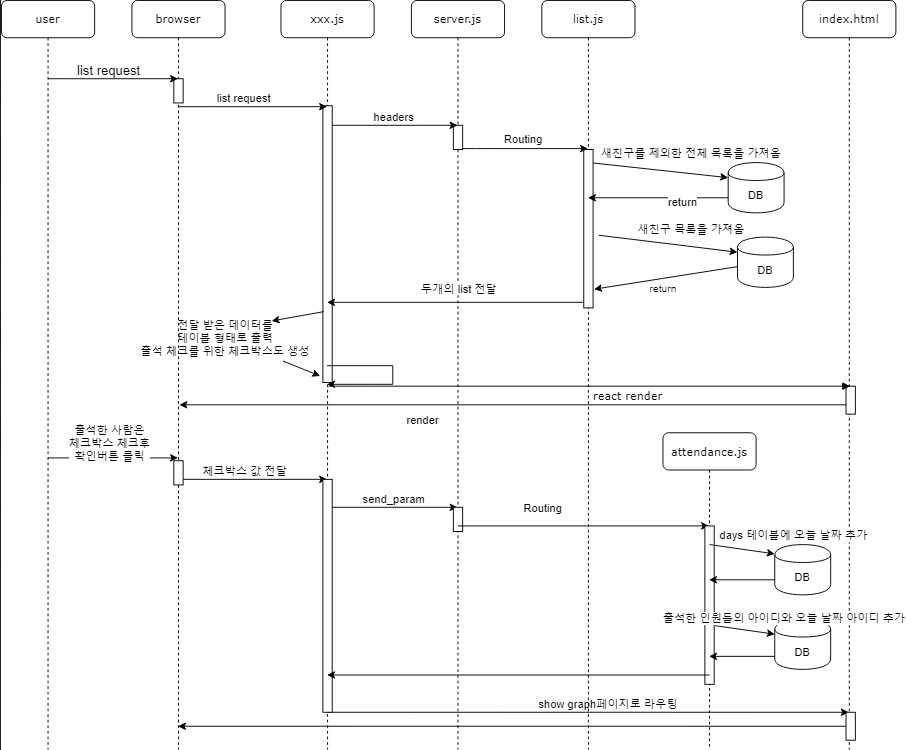 user
browser
xxx.js
server.js
list.js
index.html
list request
list request
headers
Routing
새친구를 제외한 전체 목록을 가져옴
DB
return
새친구 목록을 가져옴
DB
return
두개의 list 전달
전달 받은 데이터를
테이블 형태로 출력
출석 체크를 위한 체크박스도 생성
react render
render
출석한 사람은
체크박스 체크후
확인버튼 클릭
attendance.js
체크박스 값 전달
send_param
Routing
days 테이블에 오늘 날짜 추가
DB
출석한 인원들의 아이디와 오늘 날짜 아이디 추가
DB
show graph페이지로 라우팅